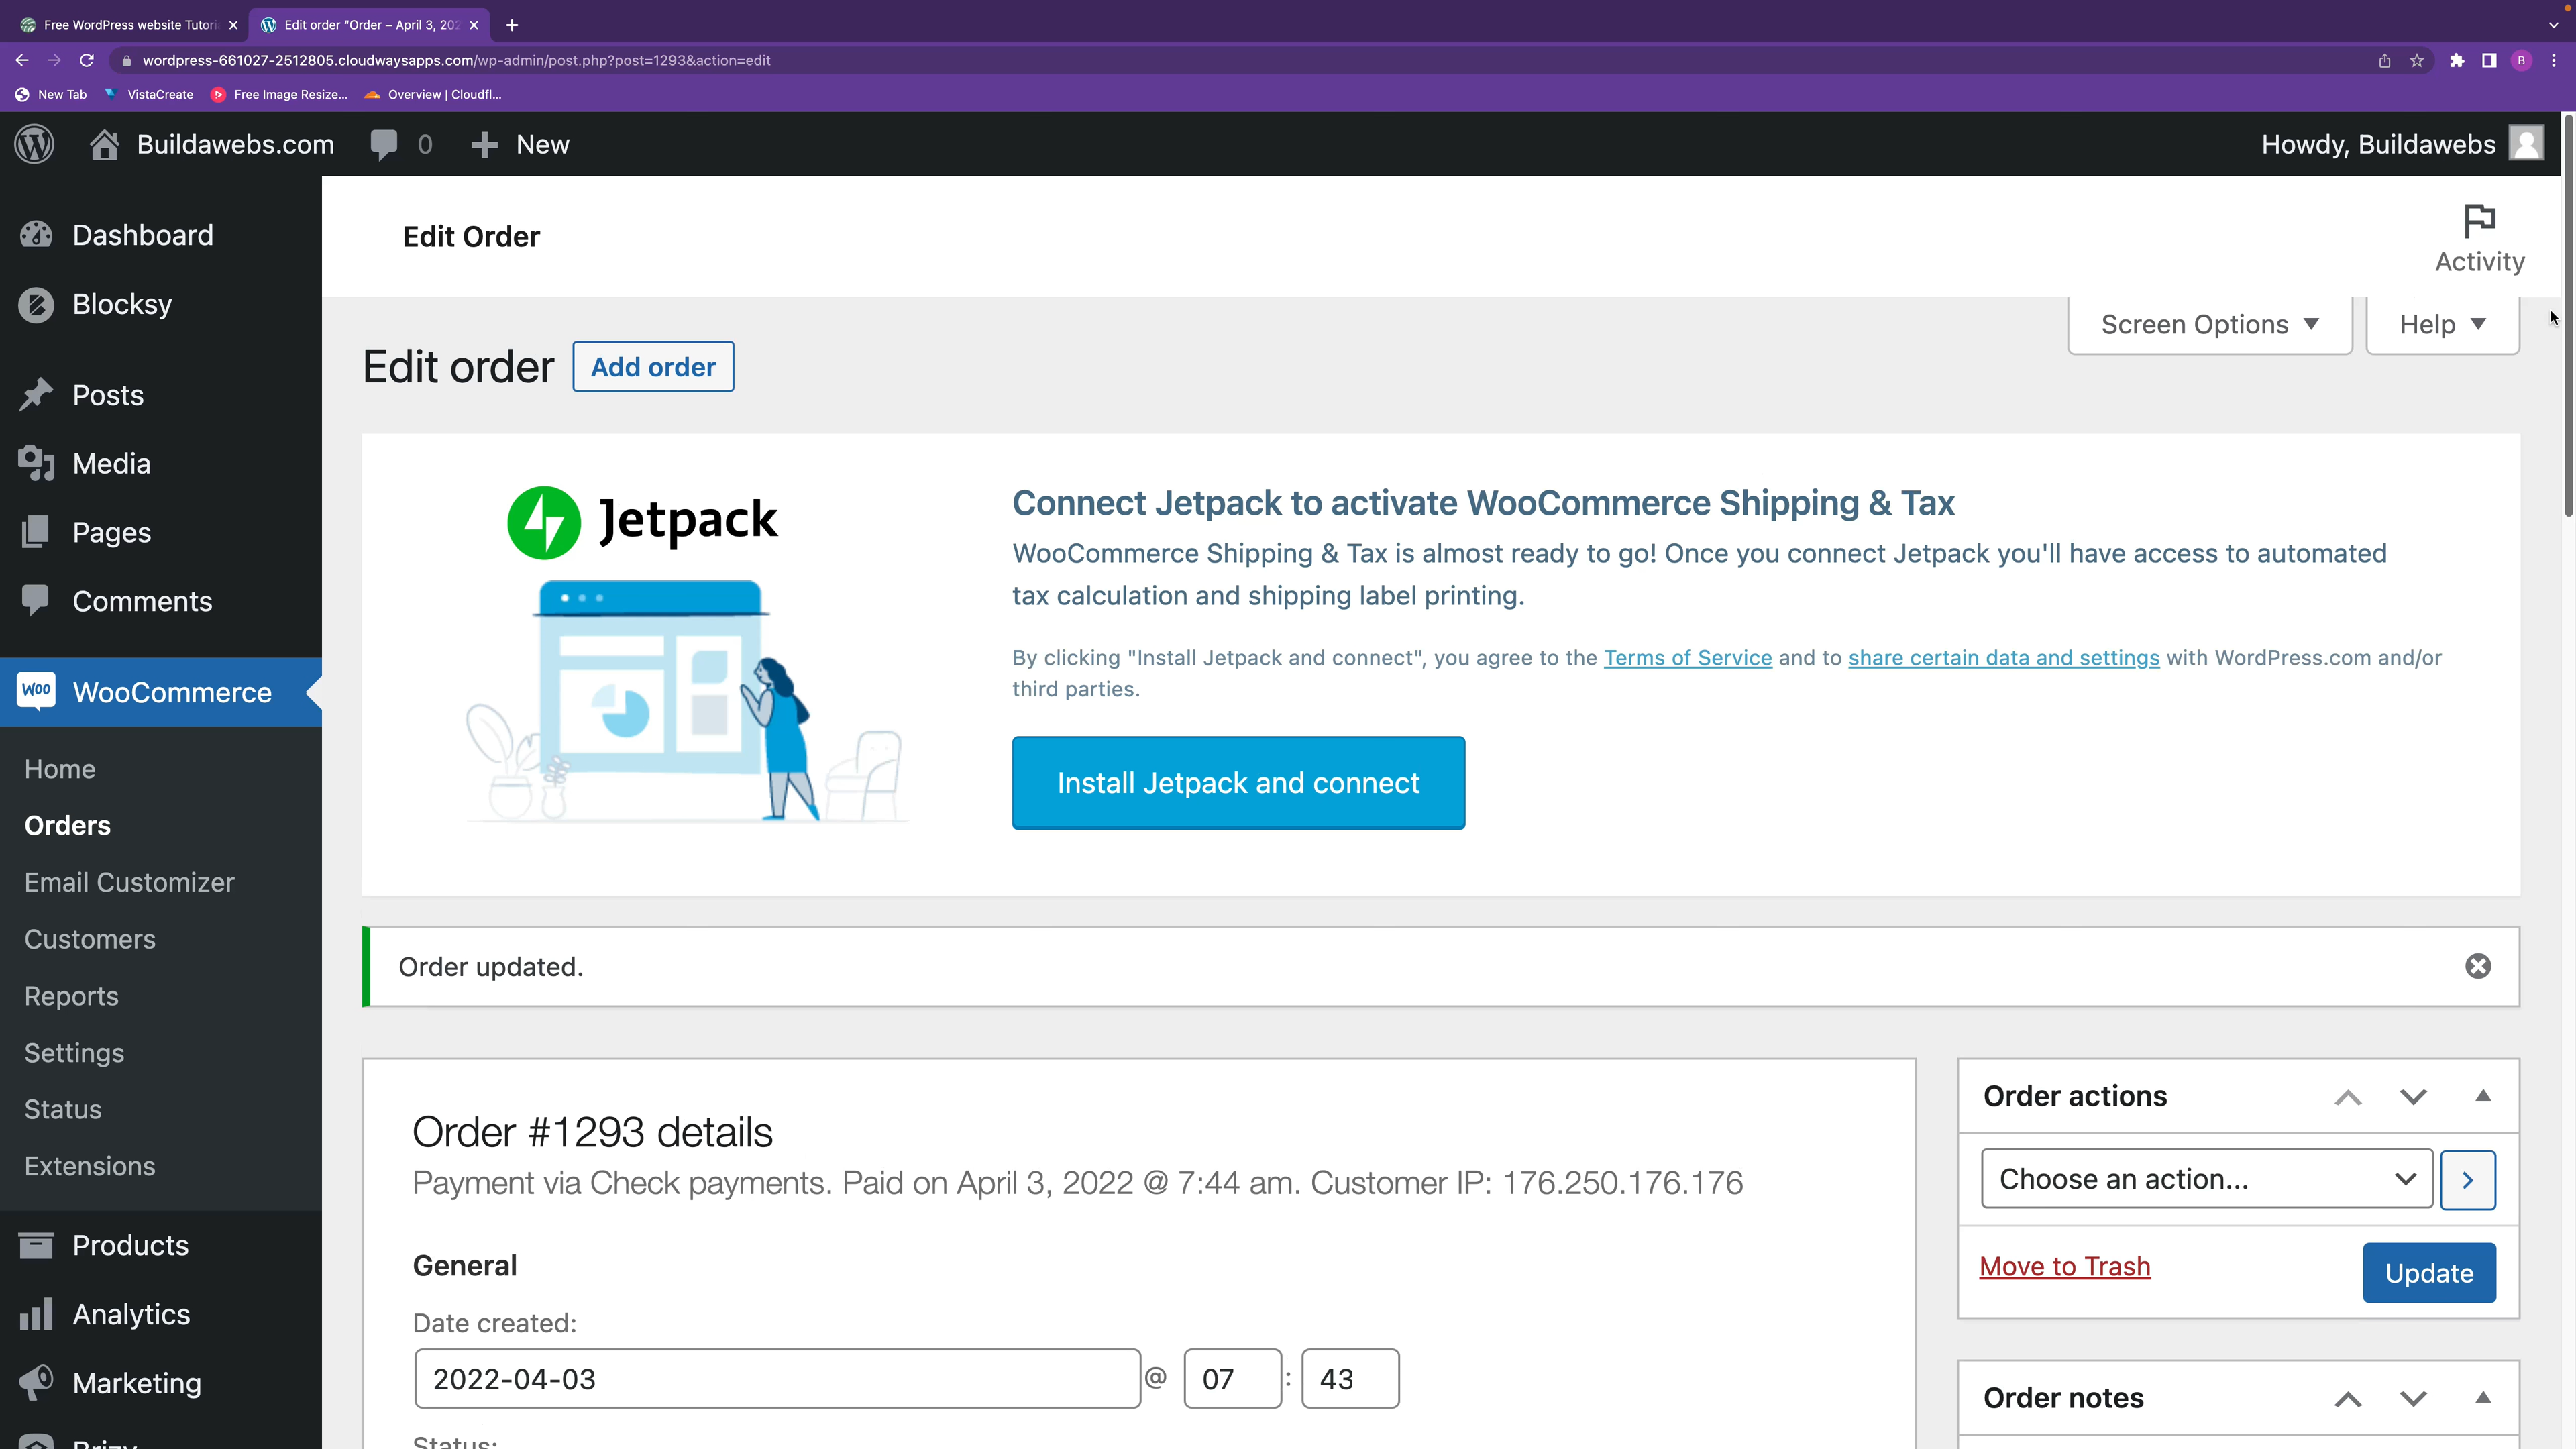 Free WordPress website Tutori
Edit order "Order – April 3, 202
wordpress-661027-2512805.cloudwaysapps.com/wp-admin/post.php?post=1293&action=edit
B
New Tab
VistaCreate
Free Image Resize...
Overview | Cloudfl...
Buildawebs.com
0
New
Howdy, Buildawebs
Dashboard
Blocksy
Posts
Media
Pages
Comments
Woo
WooCommerce
Home
Orders
Email Customizer
Customers
Reports
Settings
Status
Extensions
Products
Analytics
Marketing
Brizy
Edit Order
Activity
Screen Options
Help
Edit order
Add order
Jetpack
Connect Jetpack to activate WooCommerce Shipping & Tax
WooCommerce Shipping & Tax is almost ready to go! Once you connect Jetpack you'll have access to automated
tax calculation and shipping label printing.
By clicking "Install Jetpack and connect", you agree to the Terms of Service and to share certain data and settings with WordPress.com and/or
third parties.
Install Jetpack and connect
Order updated.
Order #1293 details
Payment via Check payments. Paid on April 3, 2022 @ 7:44 am. Customer IP: 176.250.176.176
General
Date created:
2022-04-03 @ 07 : 43
Status:
Order actions
Choose an action...
Move to Trash
Update
Order notes